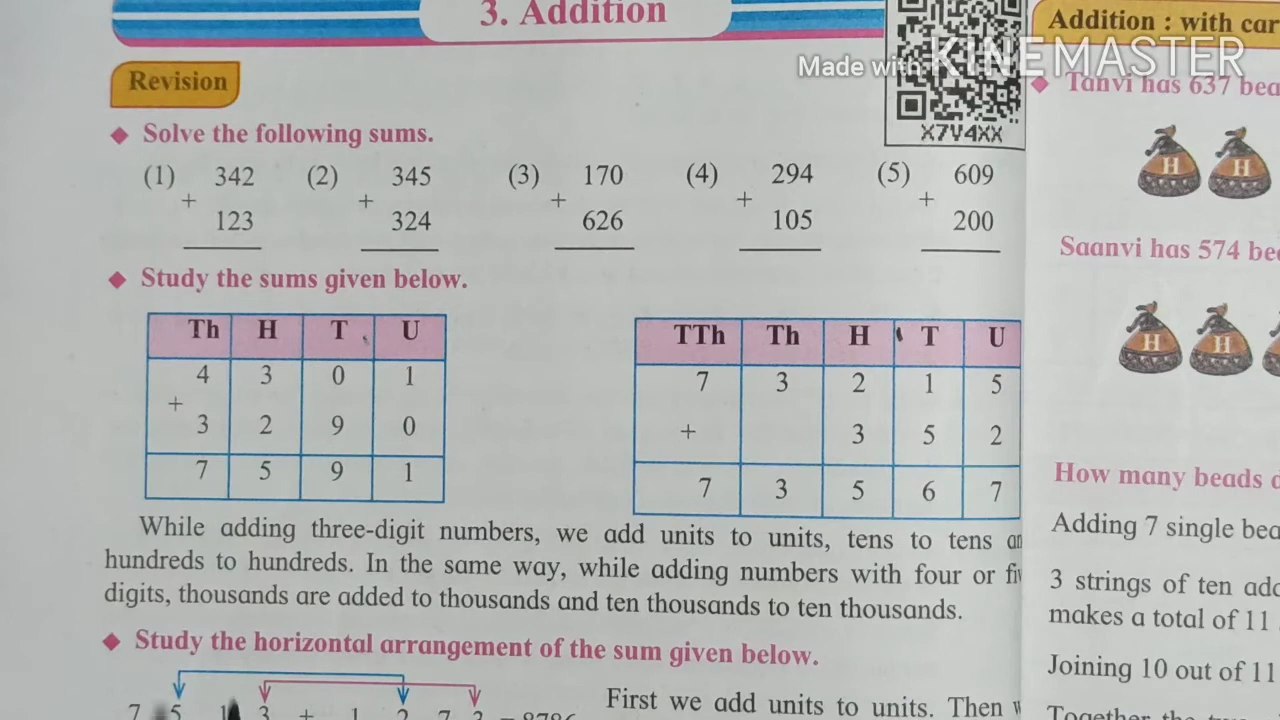 3. Addition
Revision
Solve the following sums.
(1) 342 + 123
(2) 345 + 324
(3) 170 + 626
(4) 294 + 105
(5) 609 + 200
X7V4XX
Study the sums given below.
Th H T U
4 3 0 1
+
3 2 9 0
7 5 9 1
TTh Th H T U
7 3 2 1 5
+ 3 5 2
7 3 5 6 7
While adding three-digit numbers, we add units to units, tens to tens
hundreds to hundreds. In the same way, while adding numbers with four or
digits, thousands are added to thousands and ten thousands to ten thousands.
Study the horizontal arrangement of the sum given below.
First we add units to units. Then
Made with KINEMASTER
Addition : with
Tanvi has 637
H H
Saanvi has 574
H H
How many beads
Adding 7 single
3 strings of ten
makes a total of 11
Joining 10 out of 11